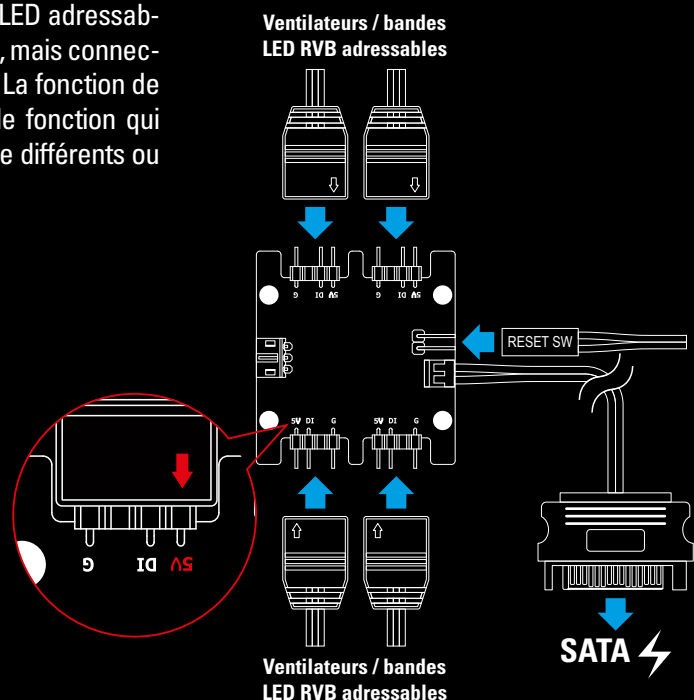 LED adressab-
, mais connec-
La fonction de
le fonction qui
e différents ou
Ventilateurs / bandes
LED RVB adressables
G DI 5V
G DI 5V
RESET SW
5V DI G
5V DI G
G DI 5V
SATA
Ventilateurs / bandes
LED RVB adressables